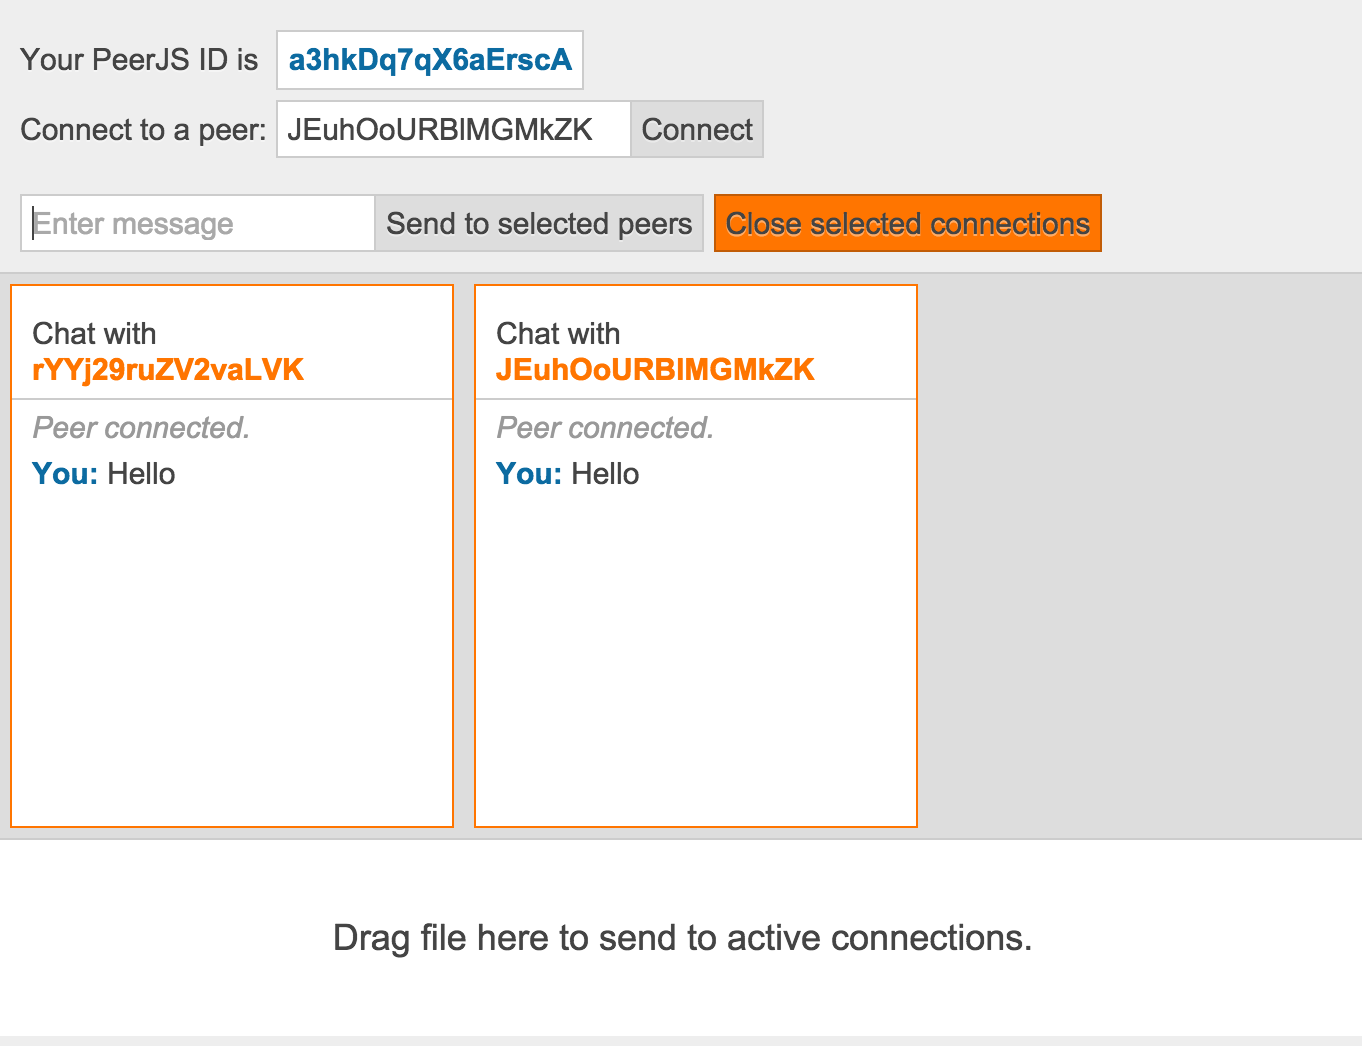 Your PeerJS ID is a3hkDq7qX6aErscA
Connect to a peer: JEuhOoURBlMGMkZK Connect
Enter message Send to selected peers Close selected connections
Chat with
rYYj29ruZV2vaLVK
Peer connected.
You: Hello
Chat with
JEuhOoURBlMGMkZK
Peer connected.
You: Hello
Drag file here to send to active connections.